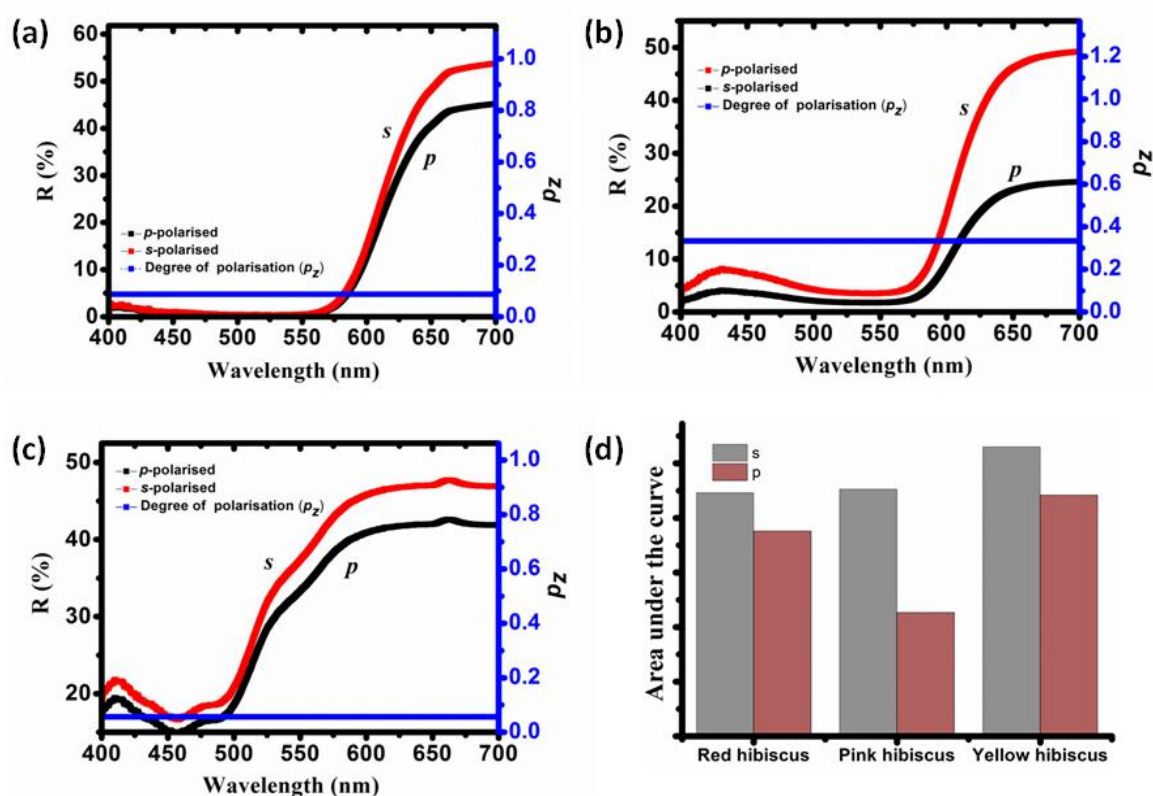 (a)
60
50
40
30
20
10
0
R (%)
s
p
p-polarised
s-polarised
Degree of polarisation (pz)
1.0
0.8
0.6
0.4
0.2
0.0
pz
400 450 500 550 600 650 700
Wavelength (nm)
(b)
50
40
30
20
10
0
R (%)
p-polarised
s-polarised
Degree of polarisation (pz)
s
p
1.2
1.0
0.8
0.6
0.4
0.2
0.0
pz
400 450 500 550 600 650 700
Wavelength (nm)
(c)
50
40
30
20
R (%)
p-polarised
s-polarised
Degree of polarisation (pz)
s
p
1.0
0.8
0.6
0.4
0.2
0.0
pz
400 450 500 550 600 650 700
Wavelength (nm)
d)
s
p
Area under the curve
Red hibiscus Pink hibiscus Yellow hibiscus